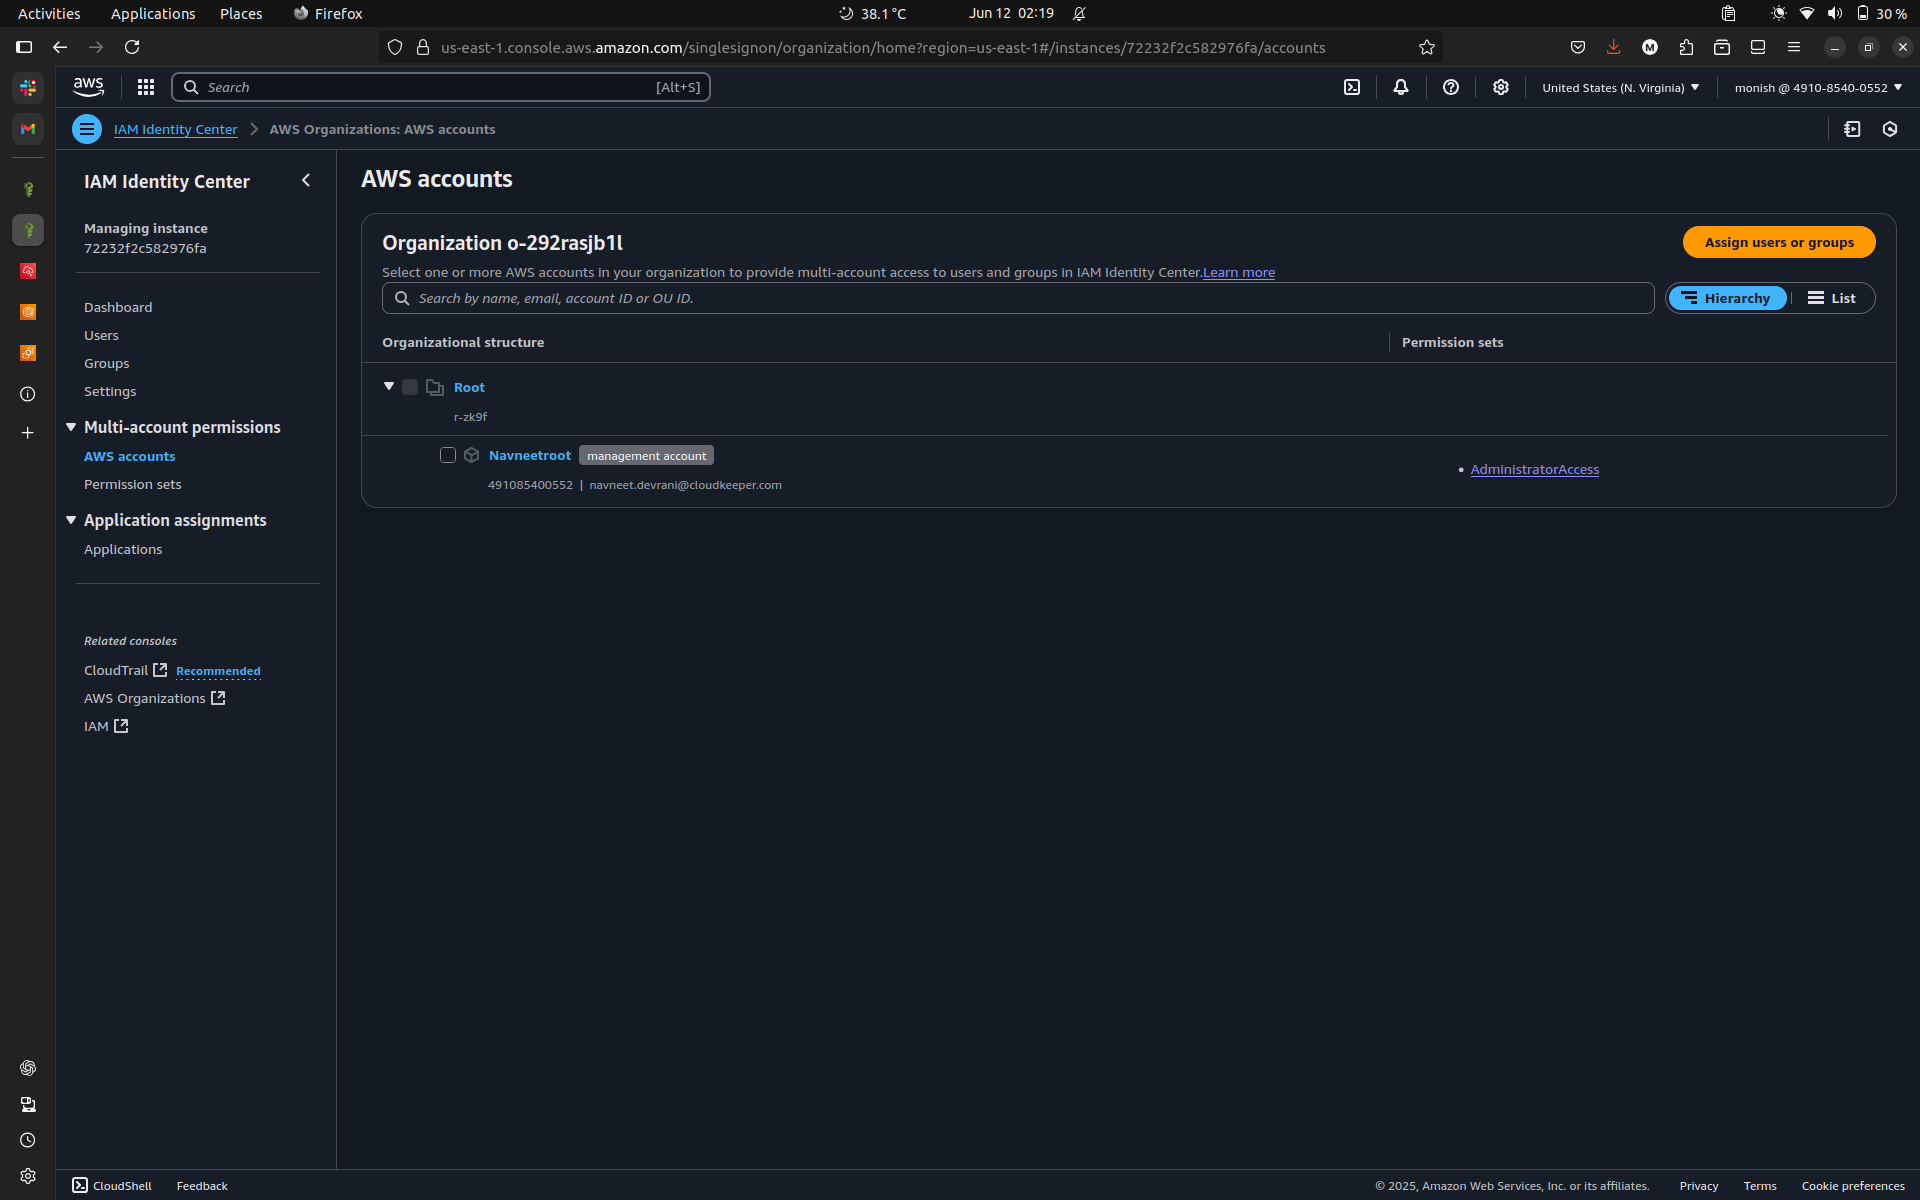 Activities Applications Places Firefox 38.1 °C Jun 12 02:19 30 %
us-east-1.console.aws.amazon.com/singlesignon/organization/home?region=us-east-1#/instances/72232f2c582976fa/accounts M
aws Search [Alt+S] United States (N. Virginia) monish @ 4910-8540-0552
IAM Identity Center AWS Organizations: AWS accounts
IAM Identity Center
Managing instance
72232f2c582976fa
Dashboard
Users
Groups
Settings
Multi-account permissions
AWS accounts
Permission sets
Application assignments
Applications
Related consoles
CloudTrail Recommended
AWS Organizations
IAM
AWS accounts
Organization o-292rasjb1l
Assign users or groups
Select one or more AWS accounts in your organization to provide multi-account access to users and groups in IAM Identity Center.Learn more
Search by name, email, account ID or OU ID.
Hierarchy List
Organizational structure Permission sets
Root
r-zk9f
Navneetroot management account
491085400552 | navneet.devrani@cloudkeeper.com
• AdministratorAccess
CloudShell Feedback © 2025, Amazon Web Services, Inc. or its affiliates. Privacy Terms Cookie preferences